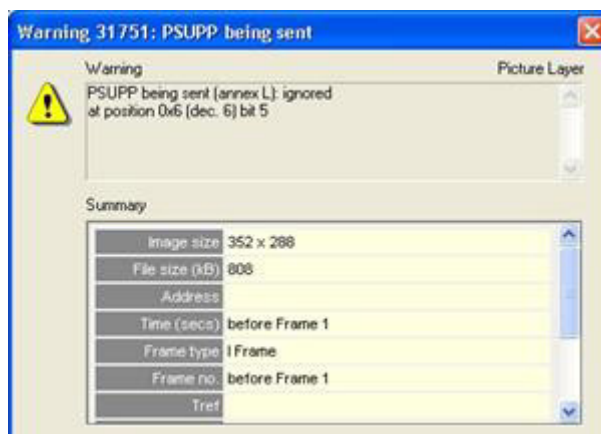 Warning 31751: PSUPP being sent
Warning Picture Layer
PSUPP being sent (annex L): ignored
at position 0x6 (dec. 6) bit 5
Summary
Image size 352 x 288
File size (kB) 808
Address
Time (secs) before Frame 1
Frame type I Frame
Frame no. before Frame 1
Tref